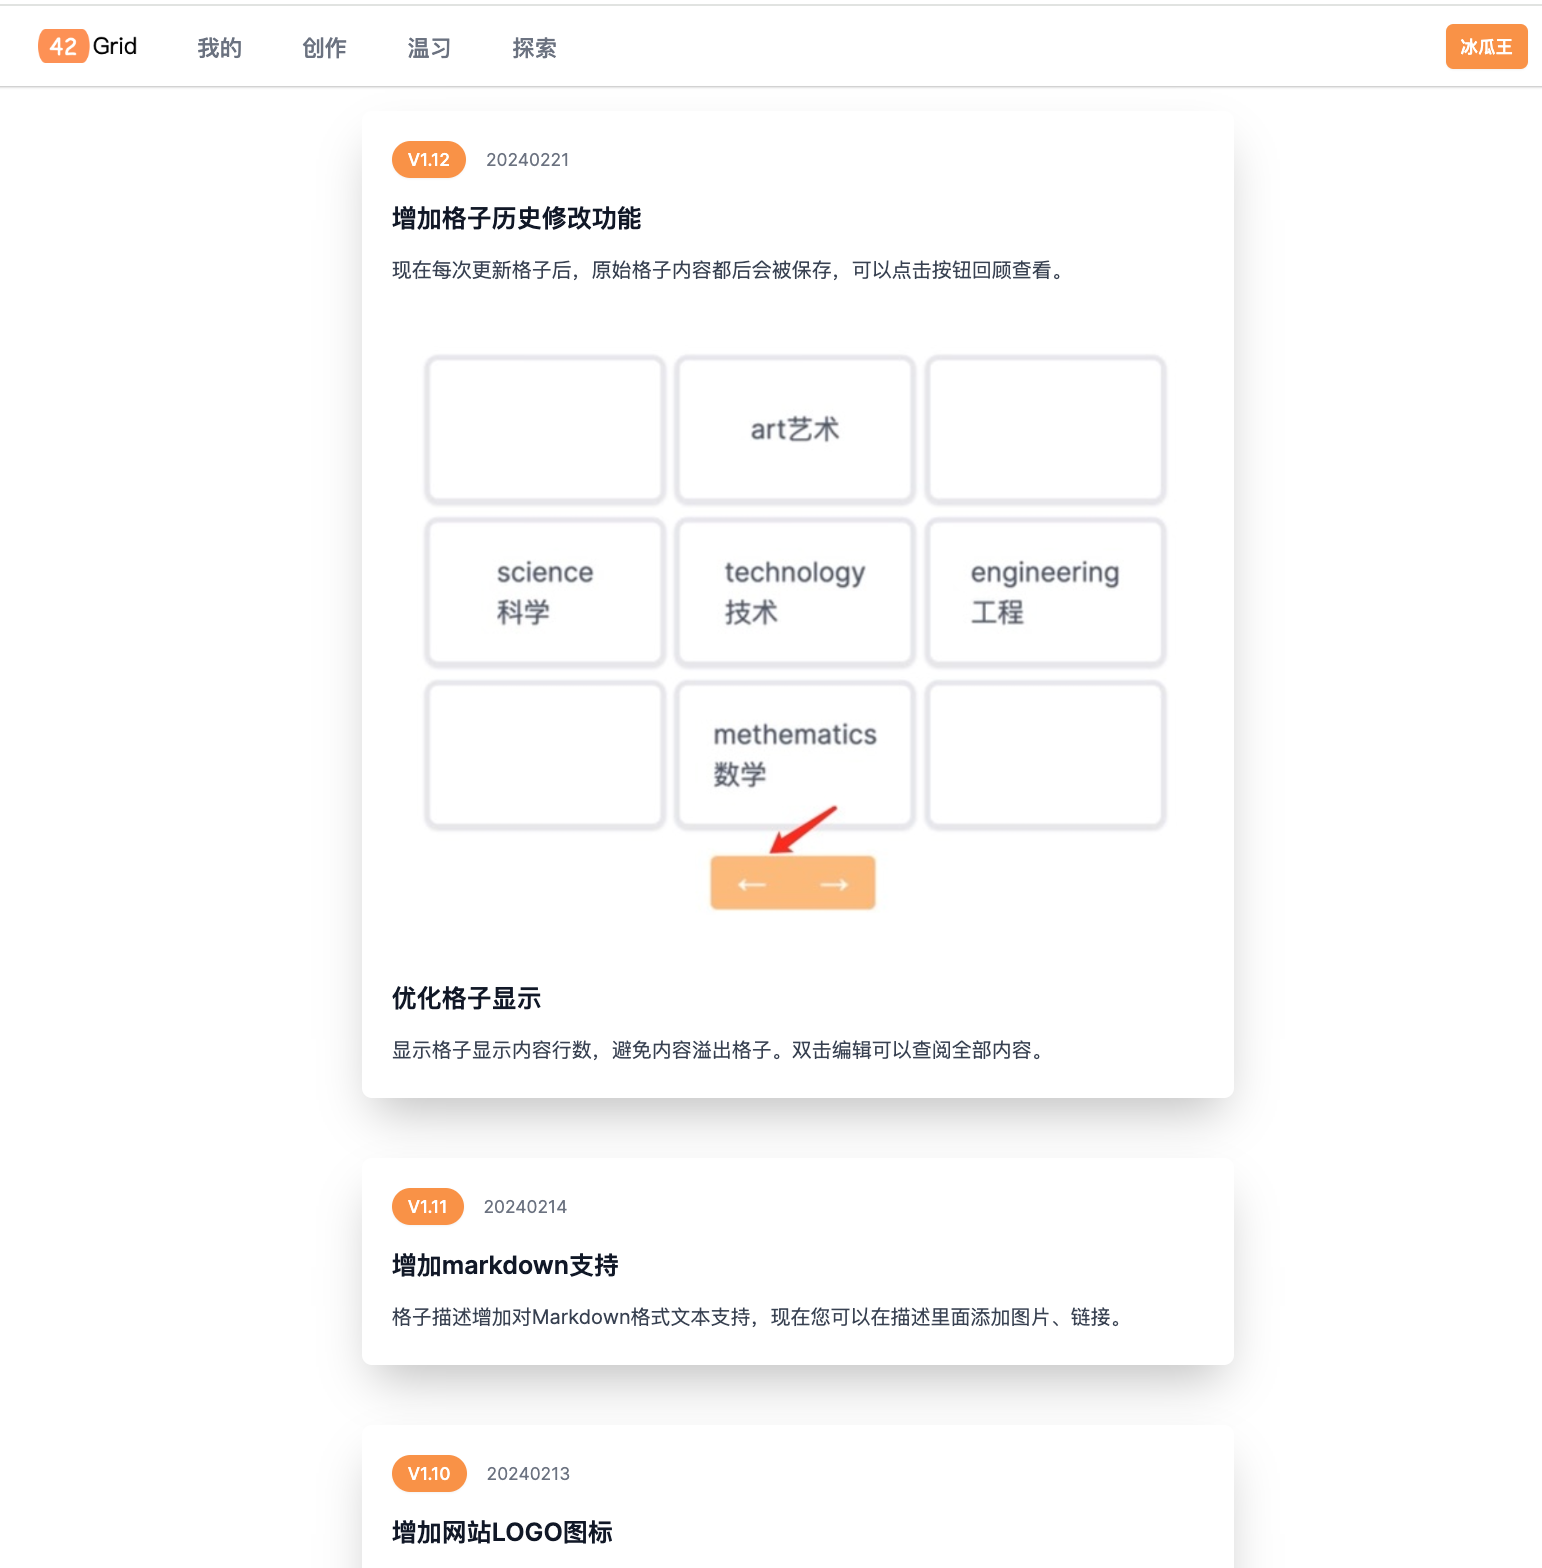 42 Grid
我的
创作
温习
探索
冰瓜王
V1.12
20240221
增加格子历史修改功能
现在每次更新格子后，原始格子内容都后会被保存，可以点击按钮回顾查看。
art艺术
science
科学
technology
技术
engineering
工程
methematics
数学
← →
优化格子显示
显示格子显示内容行数，避免内容溢出格子。双击编辑可以查阅全部内容。
V1.11
20240214
增加markdown支持
格子描述增加对Markdown格式文本支持，现在您可以在描述里面添加图片、链接。
V1.10
20240213
增加网站LOGO图标